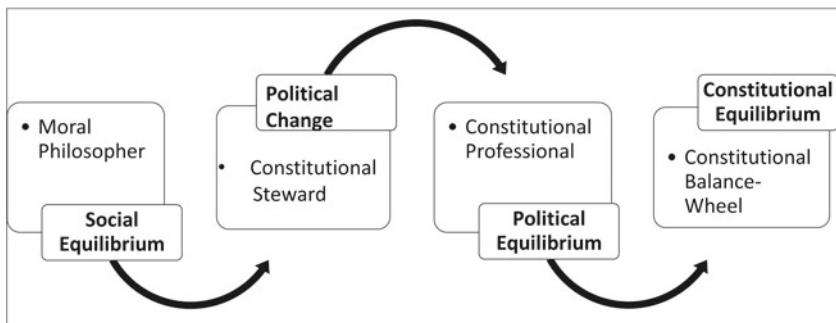 • Moral
Philosopher
Social
Equilibrium
Political
Change
• Constitutional
Steward
• Constitutional
Professional
Political
Equilibrium
Constitutional
Equilibrium
• Constitutional
Balance-
Wheel